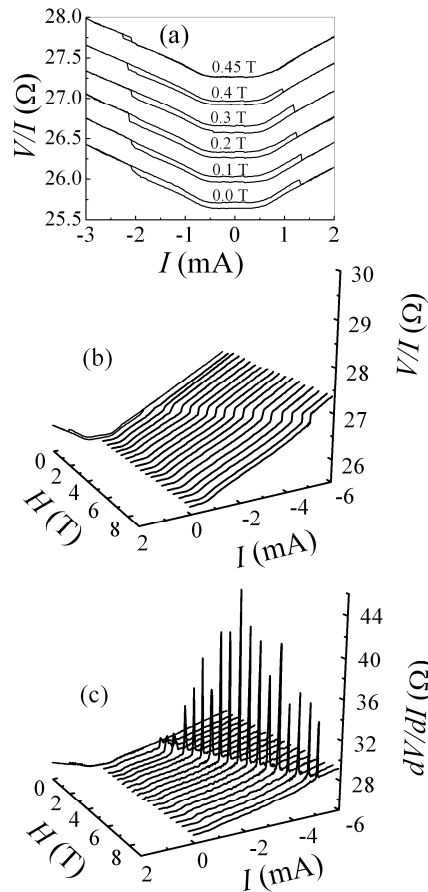 (a)
V/I (Ω)
28.0
27.5
27.0
26.5
26.0
25.5
0.45 T
0.4 T
0.3 T
0.2 T
0.1 T
0.0 T
-3 -2 -1 0 1 2
I (mA)
(b)
V/I (Ω)
30
29
28
27
26
0 2 4 6 8
H (T)
2 0 -2 -4 -6
I (mA)
(c)
dV/dI (Ω)
44
40
36
32
28
0 2 4 6 8
H (T)
2 0 -2 -4 -6
I (mA)